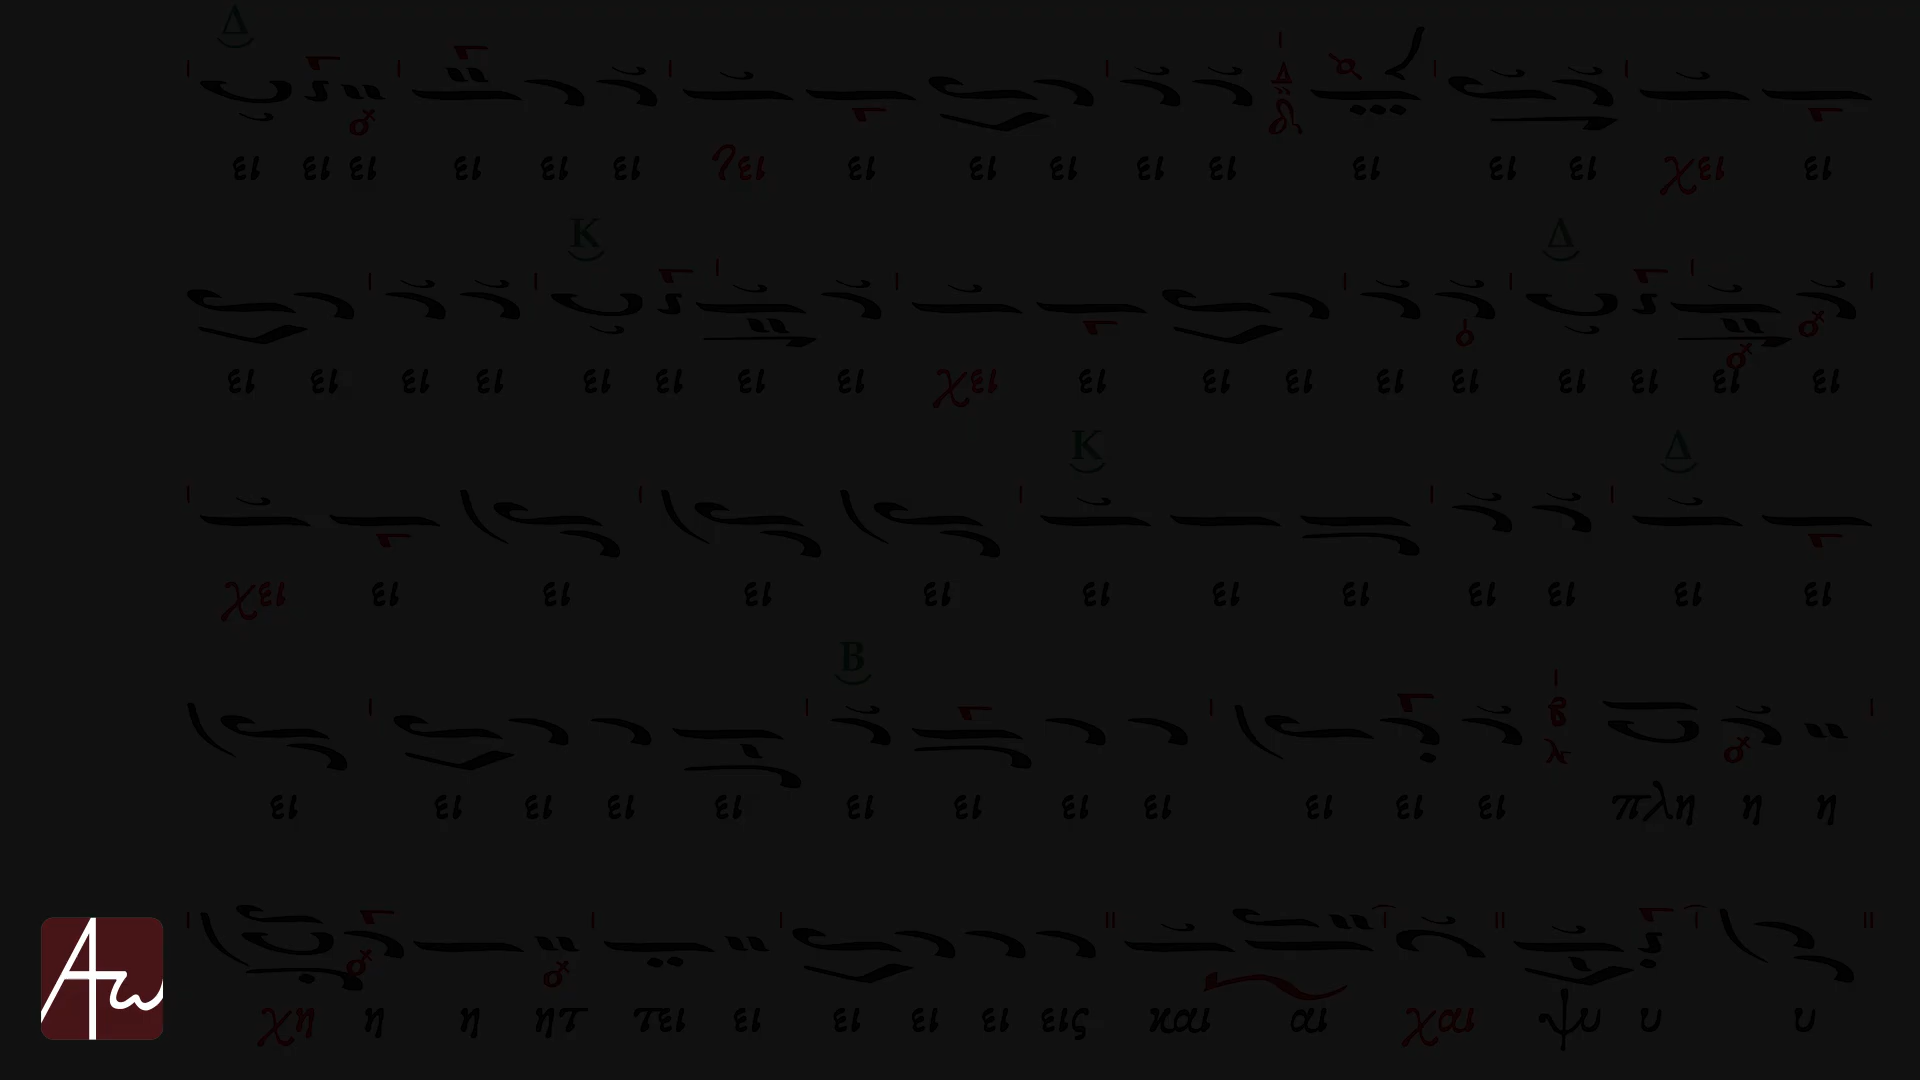 Δ
ει ει ει ει ει ει ʔει ει ει ει ει ει ει ει ει χει ει
Κ Δ
ει ει ει ει ει ει ει ει χει ει ει ει ει ει ει ει ει ει
Κ Δ
χει ει ει ει ει ει ει ει ει ει ει ει
Β
ει ει ει ει ει ει ει ει ει ει ει ει πλη η η
χη η η ητ τει ει ει ει ει εις και αι χαι ψυ υ υ
Αω